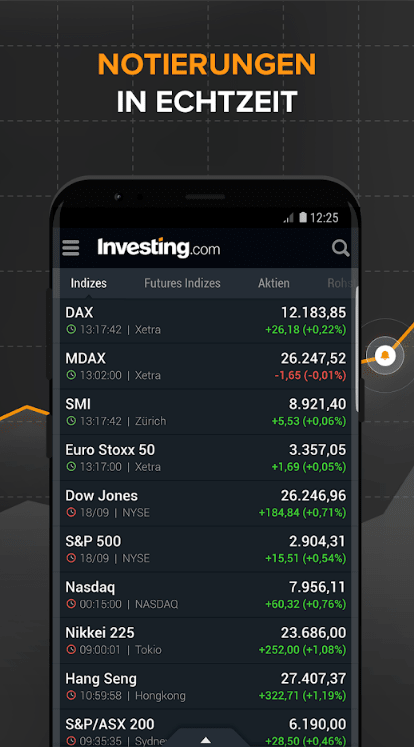 NOTIERUNGEN
IN ECHTZEIT
12:25
Investing.com
Indizes Futures Indizes Aktien
DAX 12.183,85
13:17:42 | Xetra +26,18 (+0,22%)
MDAX 26.247,52
13:02:00 | Xetra -1,65 (-0,01%)
SMI 8.921,40
13:17:42 | Zürich +5,53 (+0,06%)
Euro Stoxx 50 3.357,05
13:17:00 | Xetra +1,69 (+0,05%)
Dow Jones 26.246,96
18/09 | NYSE +184,84 (+0,71%)
S&P 500 2.904,31
18/09 | NYSE +15,51 (+0,54%)
Nasdaq 7.956,11
00:15:00 | NASDAQ +60,32 (+0,76%)
Nikkei 225 23.686,00
09:00:01 | Tokio +252,00 (+1,08%)
Hang Seng 27.407,37
10:59:58 | Hongkong +322,71 (+1,19%)
S&P/ASX 200 6.190,00
09:35:35 | +28,50 (+0,46%)